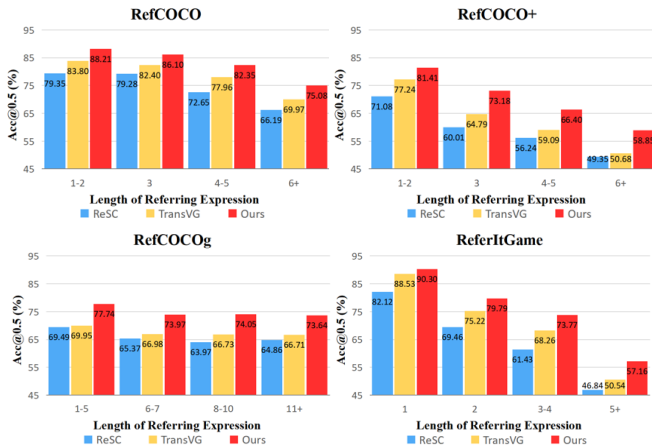 RefCOCO
Acc@0.5 (%)
95
85
75
65
55
45
79.35 83.80 88.21 79.28 82.40 86.10 72.65 77.96 82.35 66.19 69.97 75.08
1-2 3 4-5 6+
Length of Referring Expression
ReSC TransVG Ours
RefCOCO+
Acc@0.5 (%)
95
85
75
65
55
45
71.08 77.24 81.41 60.01 64.79 73.18 56.24 59.09 66.40 49.35 50.68 58.85
1-2 3 4-5 6+
Length of Referring Expression
ReSC TransVG Ours
RefCOCOg
Acc@0.5 (%)
95
85
75
65
55
45
69.49 69.95 77.74 65.37 66.98 73.97 63.97 66.73 74.05 64.86 66.71 73.64
1-5 6-7 8-10 11+
Length of Referring Expression
ReSC TransVG Ours
ReferItGame
Acc@0.5 (%)
95
85
75
65
55
45
82.12 88.53 90.30 69.46 75.22 79.79 61.43 68.26 73.77 46.84 50.54 57.16
1 2 3-4 5+
Length of Referring Expression
ReSC TransVG Ours